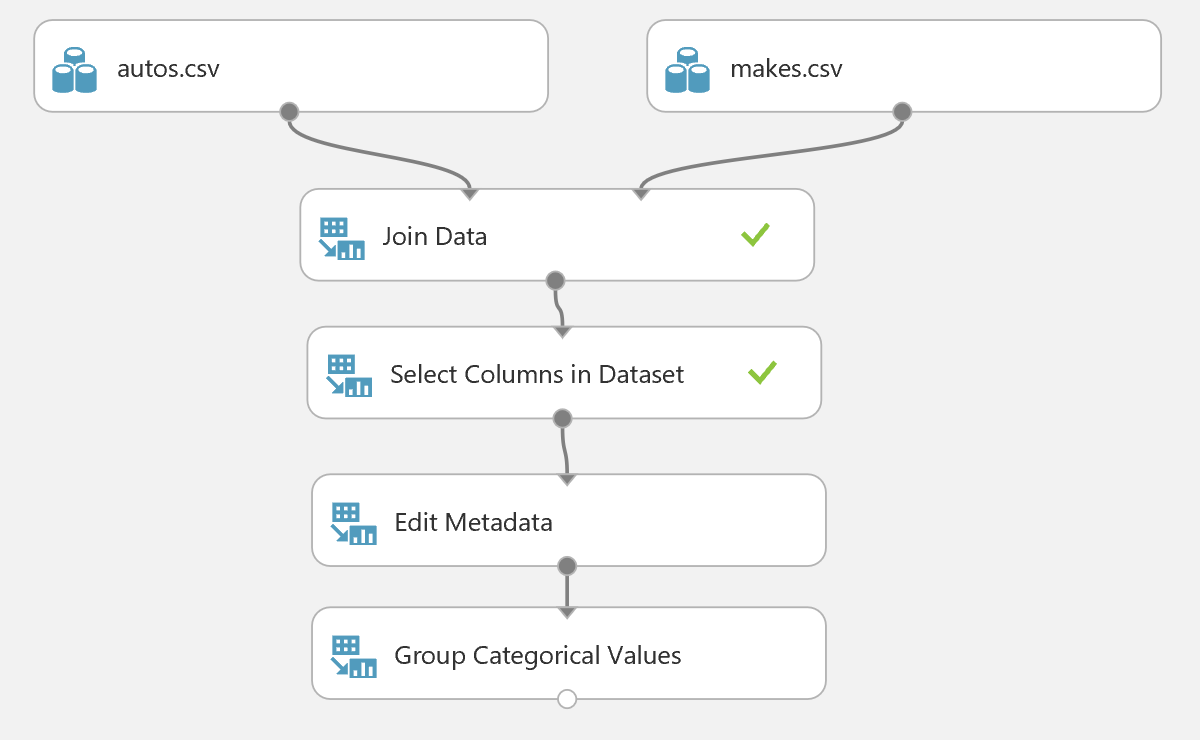 autos.csv
makes.csv
Join Data
Select Columns in Dataset
Edit Metadata
Group Categorical Values